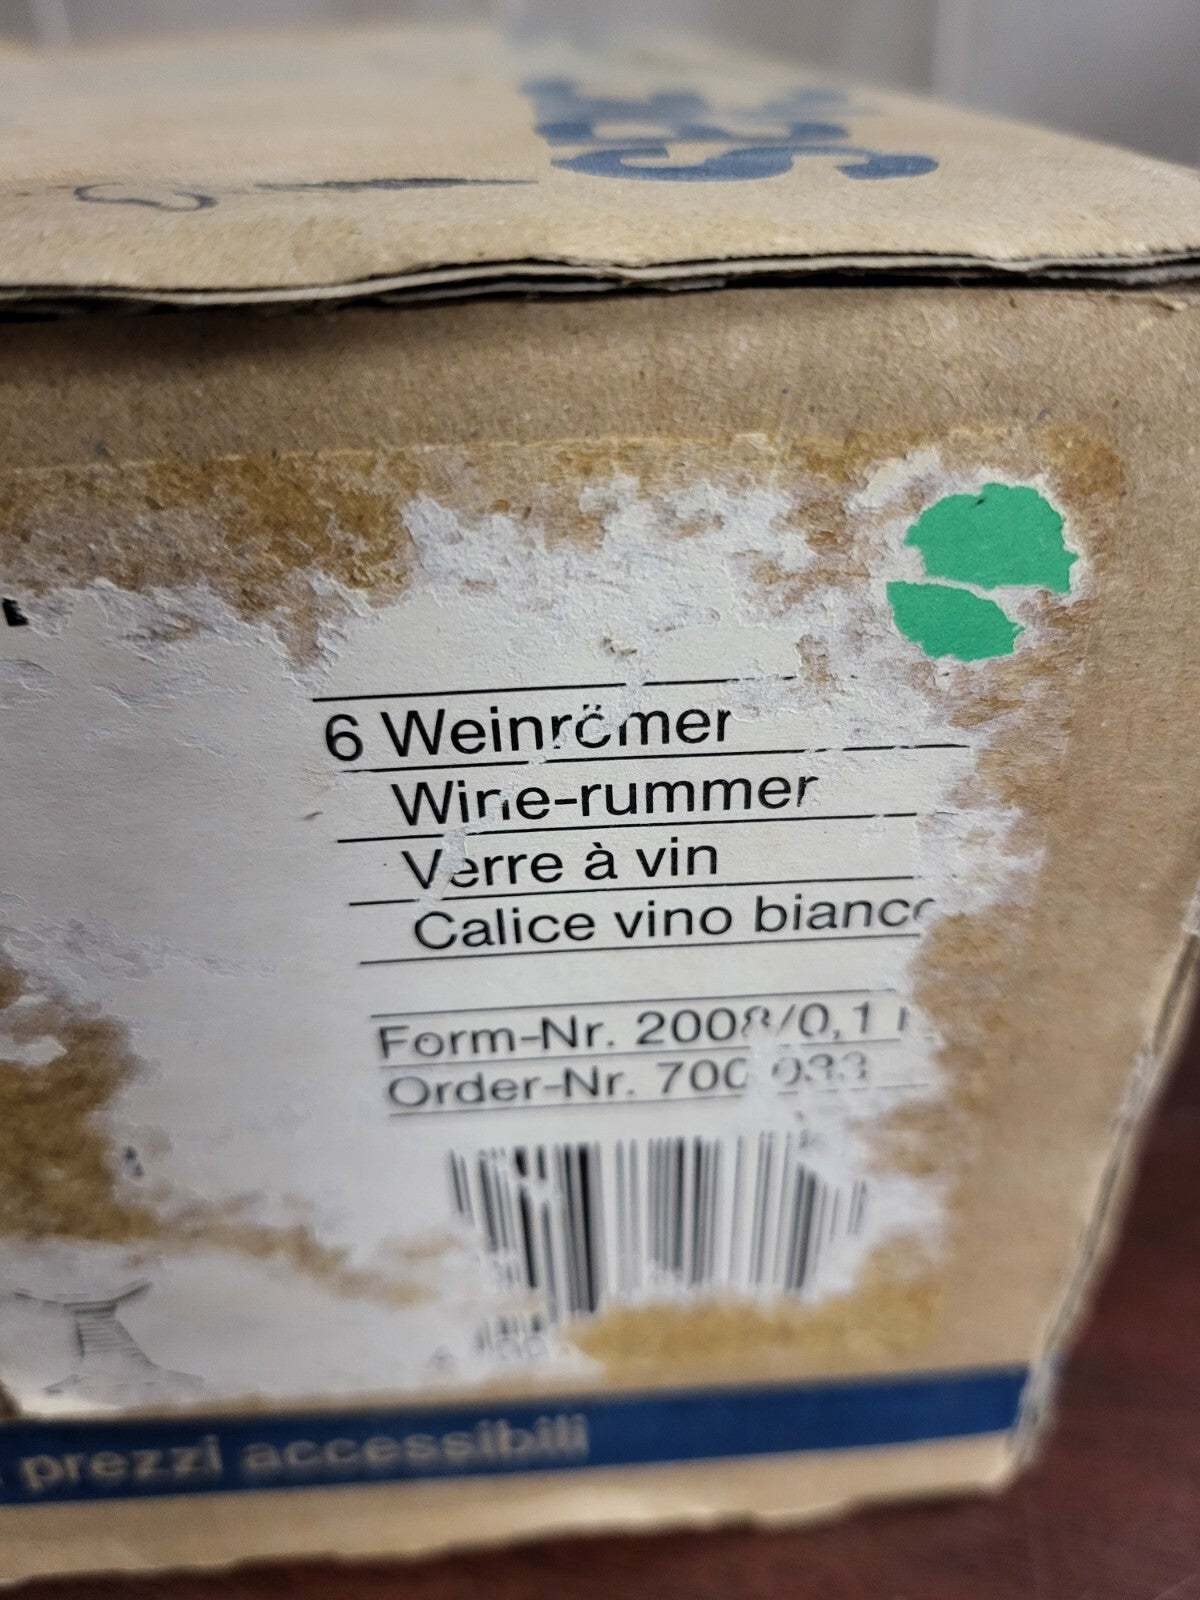 6 Weinrömer
Wine-rummer
Verre à vin
Calice vino bianco
Form-Nr. 2008/0,1
Order-Nr. 700 033
prezzi accessibili